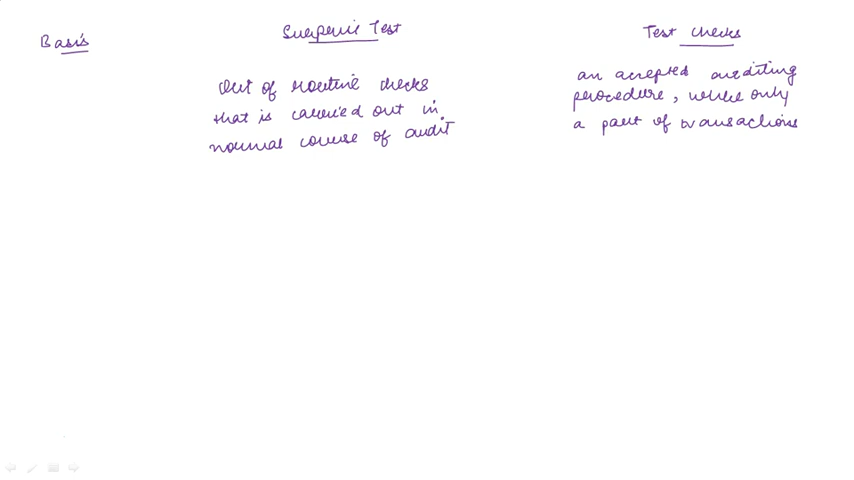 Basis
Surprise Test
Test Checks
Out of routine checks
that is carried out in
normal course of audit
an accepted auditing
procedure, where only
a part of transactions